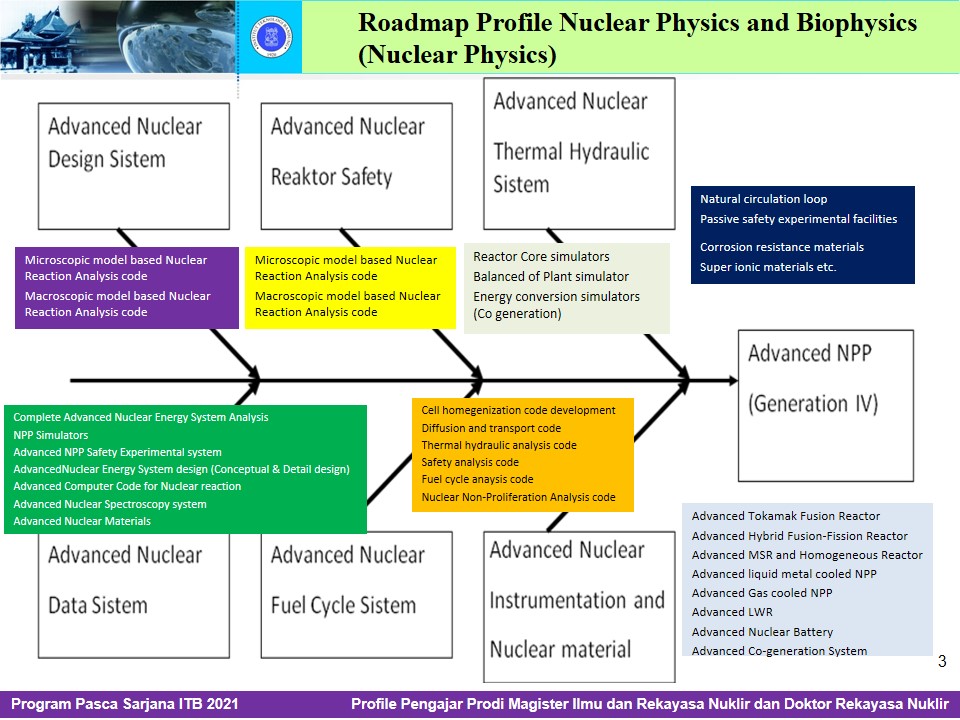 Roadmap Profile Nuclear Physics and Biophysics
(Nuclear Physics)
Advanced Nuclear
Design Sistem
Advanced Nuclear
Reaktor Safety
Advanced Nuclear
Thermal Hydraulic
Sistem
Natural circulation loop
Passive safety experimental facilities
Corrosion resistance materials
Super ionic materials etc.
Microscopic model based Nuclear
Reaction Analysis code
Macroscopic model based Nuclear
Reaction Analysis code
Microscopic model based Nuclear
Reaction Analysis code
Macroscopic model based Nuclear
Reaction Analysis code
Reactor Core simulators
Balanced of Plant simulator
Energy conversion simulators
(Co generation)
Advanced NPP
(Generation IV)
Complete Advanced Nuclear Energy System Analysis
NPP Simulators
Advanced NPP Safety Experimental system
AdvancedNuclear Energy System design (Conceptual & Detail design)
Advanced Computer Code for Nuclear reaction
Advanced Nuclear Spectroscopy system
Advanced Nuclear Materials
Cell homegenization code development
Diffusion and transport code
Thermal hydraulic analysis code
Safety analysis code
Fuel cycle anaysis code
Nuclear Non-Proliferation Analysis code
Advanced Nuclear
Data Sistem
Advanced Nuclear
Fuel Cycle Sistem
Advanced Nuclear
Instrumentation and
Nuclear material
Advanced Tokamak Fusion Reactor
Advanced Hybrid Fusion-Fission Reactor
Advanced MSR and Homogeneous Reactor
Advanced liquid metal cooled NPP
Advanced Gas cooled NPP
Advanced LWR
Advanced Nuclear Battery
Advanced Co-generation System
3
Program Pasca Sarjana ITB 2021
Profile Pengajar Prodi Magister Ilmu dan Rekayasa Nuklir dan Doktor Rekayasa Nuklir